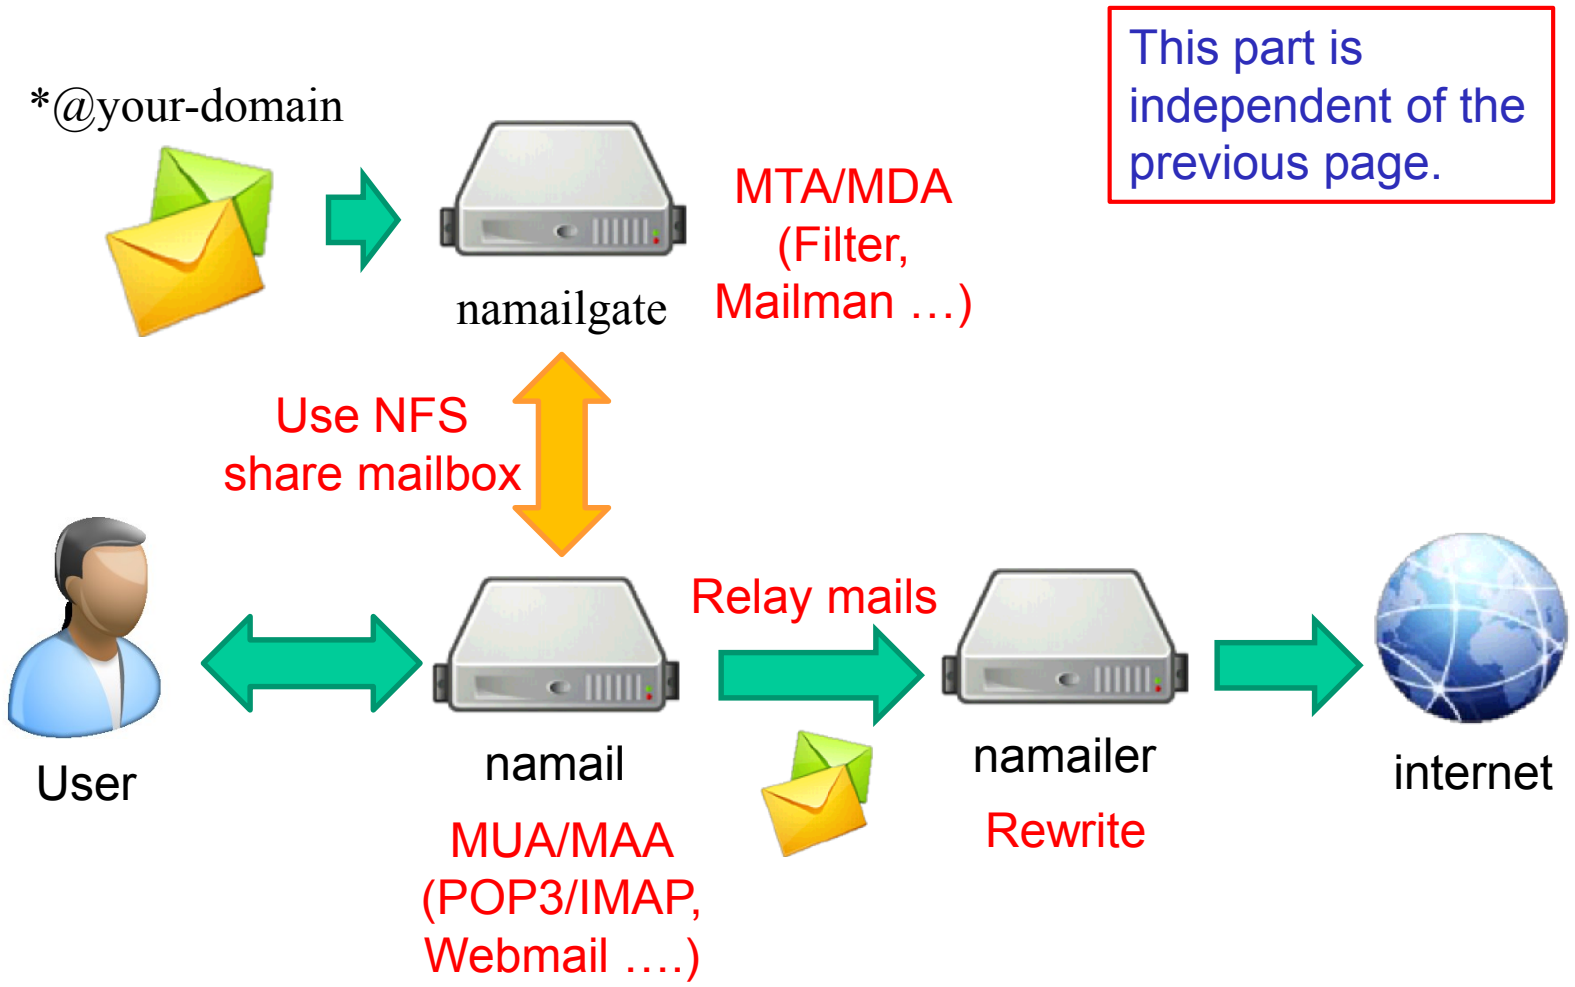 This part is
independent of the
previous page.
*@your-domain
MTA/MDA
(Filter,
Mailman …)
namailgate
Use NFS
share mailbox
Relay mails
User
namail
namailer
internet
MUA/MAA
(POP3/IMAP,
Webmail ….)
Rewrite